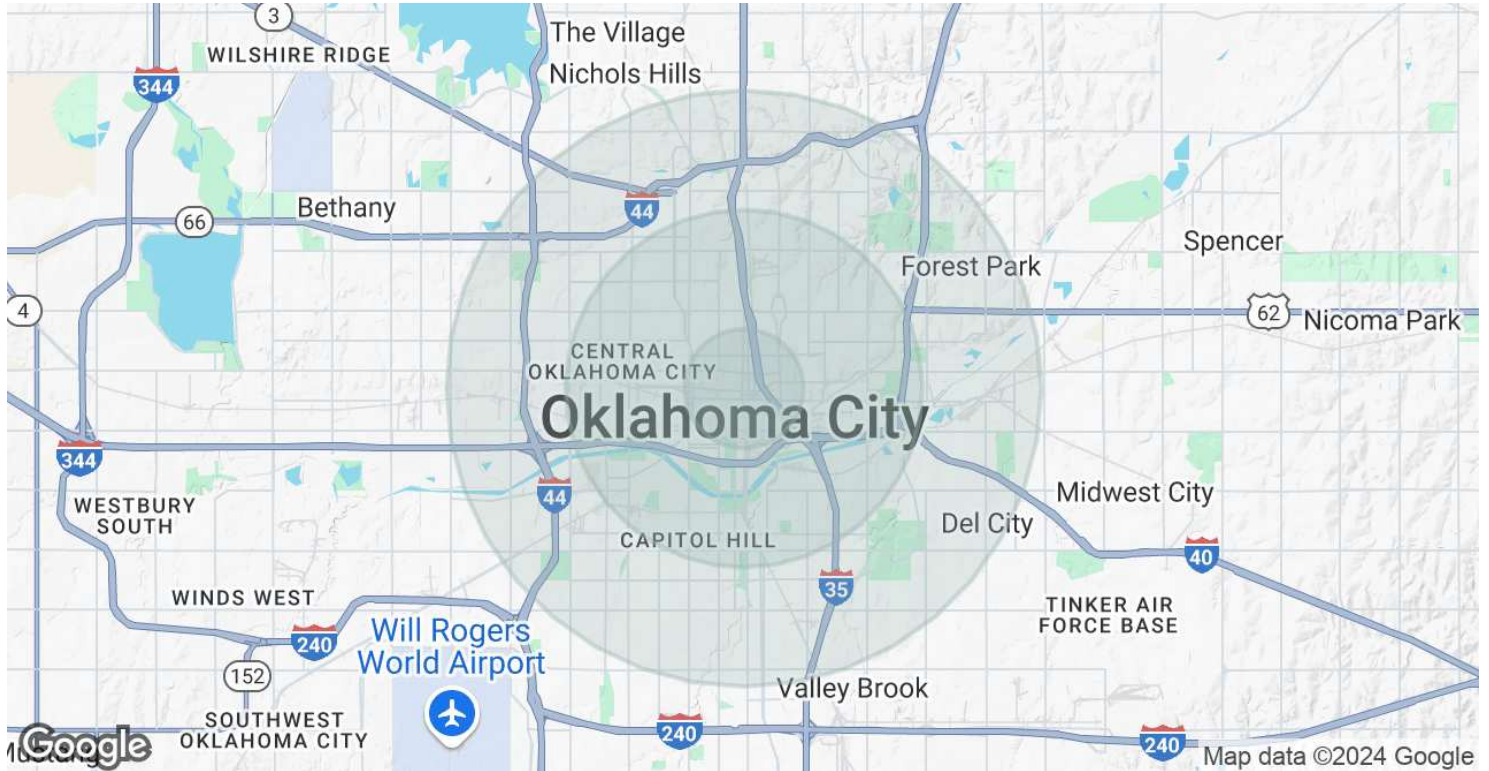 3
The Village
WILSHIRE RIDGE
Nichols Hills
344
66
Bethany
44
Spencer
Forest Park
4
62
Nicoma Park
CENTRAL
OKLAHOMA CITY
Oklahoma City
344
44
WESTBURY
SOUTH
Midwest City
Del City
CAPITOL HILL
40
35
WINDS WEST
TINKER AIR
FORCE BASE
240
Will Rogers
World Airport
152
Valley Brook
SOUTHWEST
OKLAHOMA CITY
240
240
Google
Mustang
Map data ©2024 Google